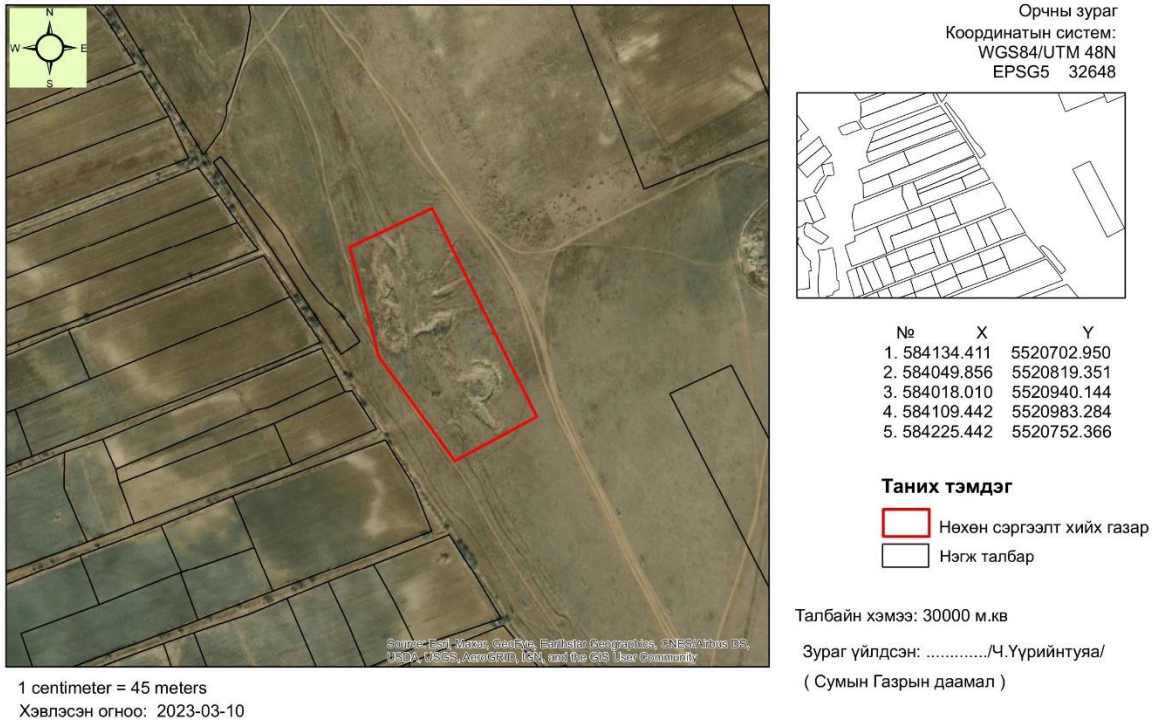 N
W E
S
Орчны зураг
Координатын систем:
WGS84/UTM 48N
EPSG5 32648
№ X Y
1. 584134.411 5520702.950
2. 584049.856 5520819.351
3. 584018.010 5520940.144
4. 584109.442 5520983.284
5. 584225.442 5520752.366
Таних тэмдэг
Нөхөн сэргээлт хийх газар
Нэгж талбар
Талбайн хэмээ: 30000 м.кв
Зураг үйлдсэн: ............/Ч.Үүрийнтуяа/
( Сумын Газрын даамал )
Source: Esri, Maxar, GeoEye, Earthstar Geographics, CNES/Airbus DS,
USDA, USGS, AeroGRID, IGN, and the GIS User Community
1 centimeter = 45 meters
Хэвлэсэн огноо: 2023-03-10